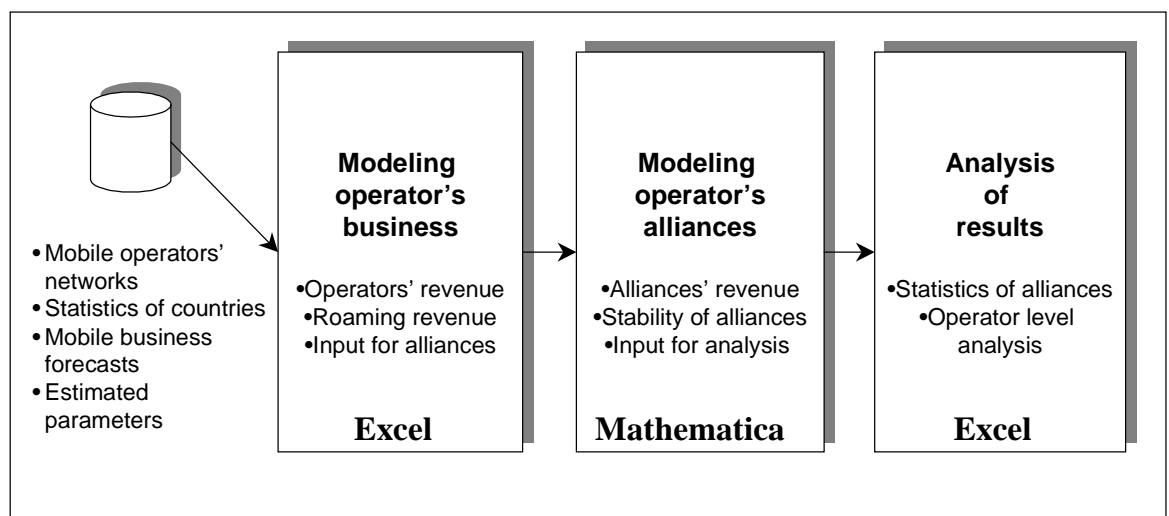 •Mobile operators’
networks
•Statistics of countries
•Mobile business
forecasts
•Estimated
parameters
Modeling
operator’s
business
•Operators’ revenue
•Roaming revenue
•Input for alliances
Excel
Modeling
operator’s
alliances
•Alliances’ revenue
•Stability of alliances
•Input for analysis
Mathematica
Analysis
of
results
•Statistics of alliances
•Operator level
analysis
Excel